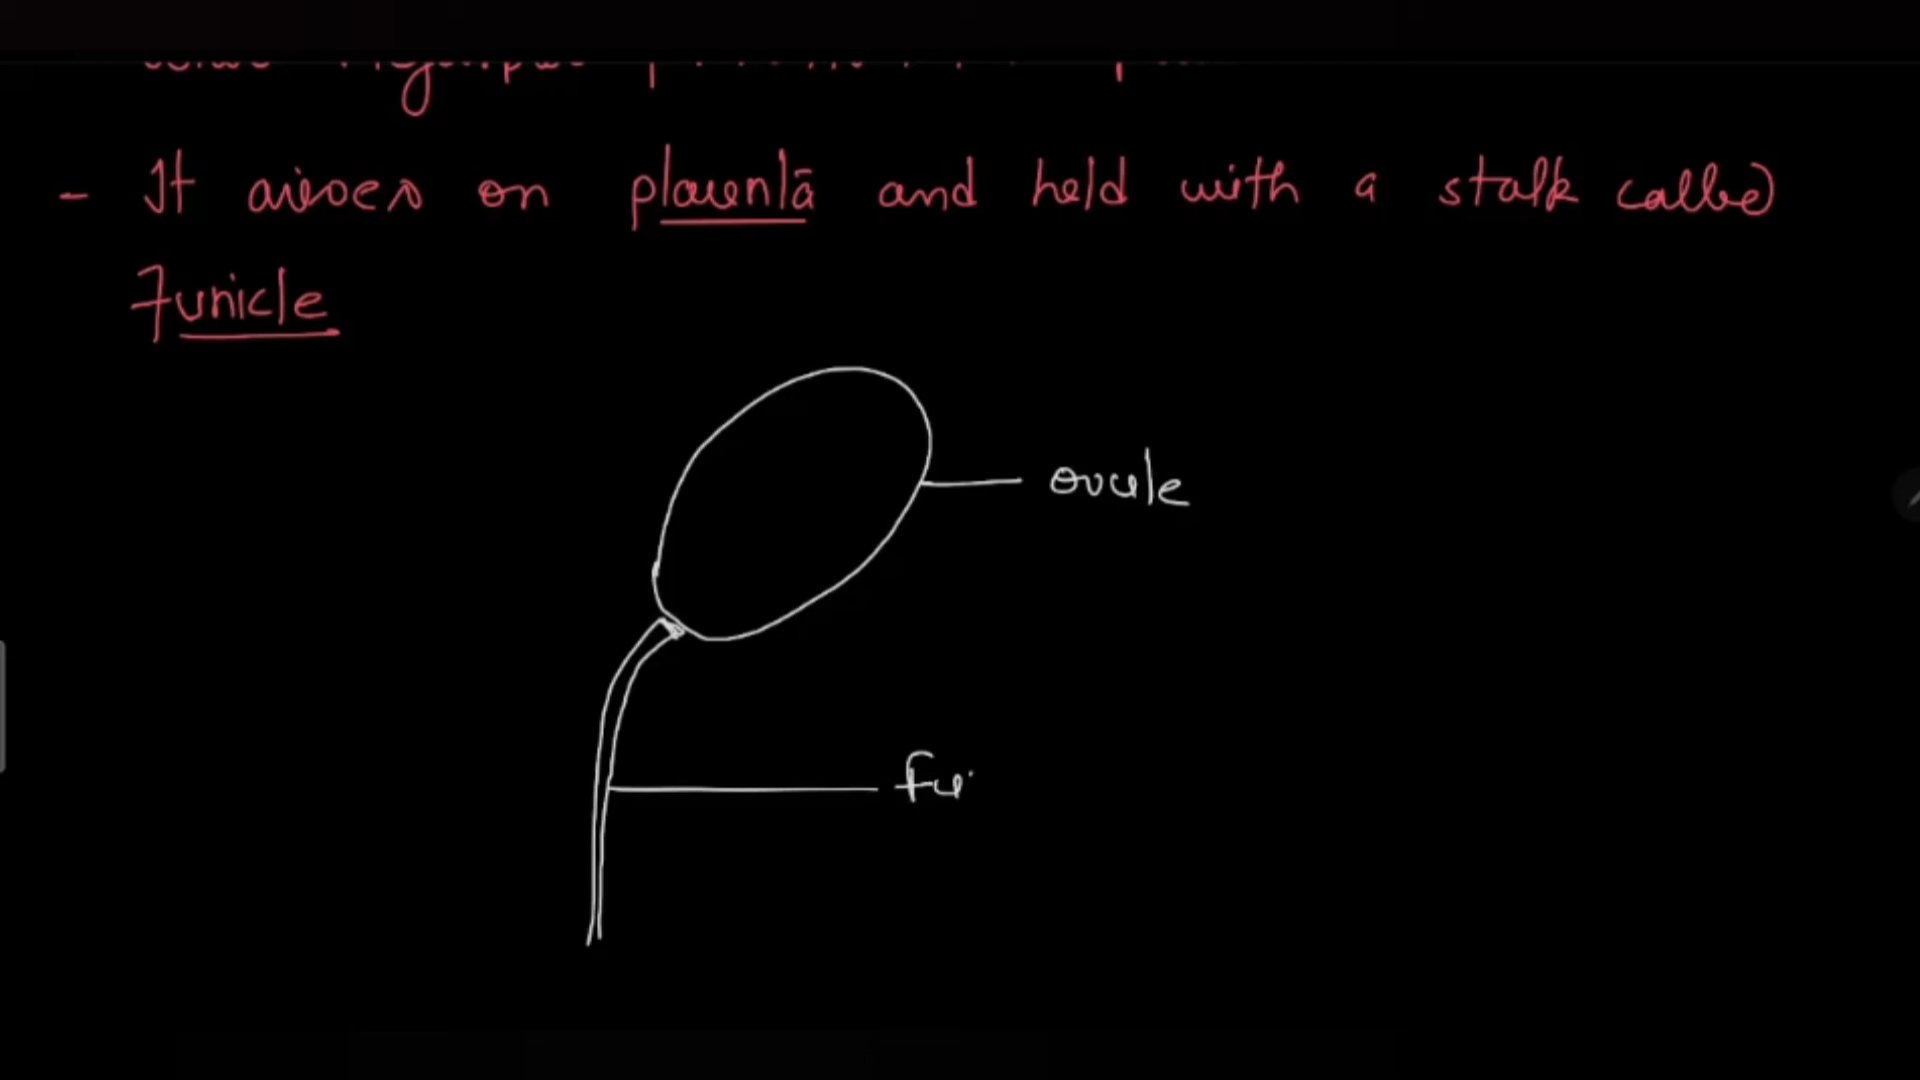 - It arises on placenta and held with a stalk called
Funicle
ovule
fu